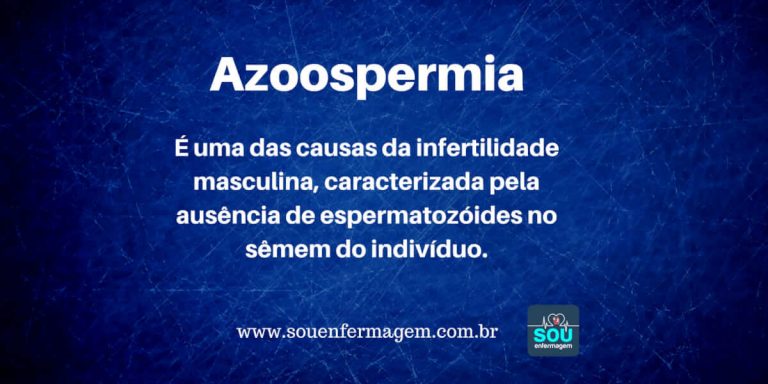 Azoospermia
É uma das causas da infertilidade
masculina, caracterizada pela
ausência de espermatozóides no
sêmem do indivíduo.
www.souenfermagem.com.br
SOU
enfermagem